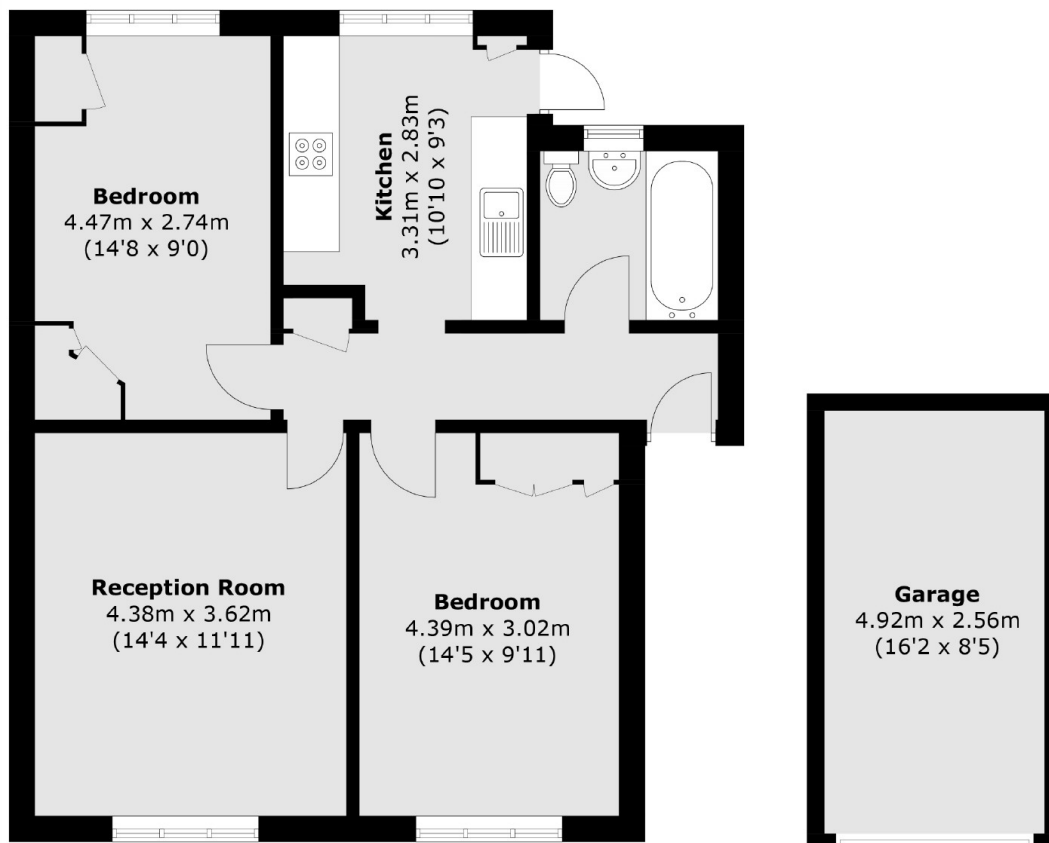 Bedroom
4.47m x 2.74m
(14'8 x 9'0)
Kitchen
3.31m x 2.83m
(10'10 x 9'3)
Reception Room
4.38m x 3.62m
(14'4 x 11'11)
Bedroom
4.39m x 3.02m
(14'5 x 9'11)
Garage
4.92m x 2.56m
(16'2 x 8'5)